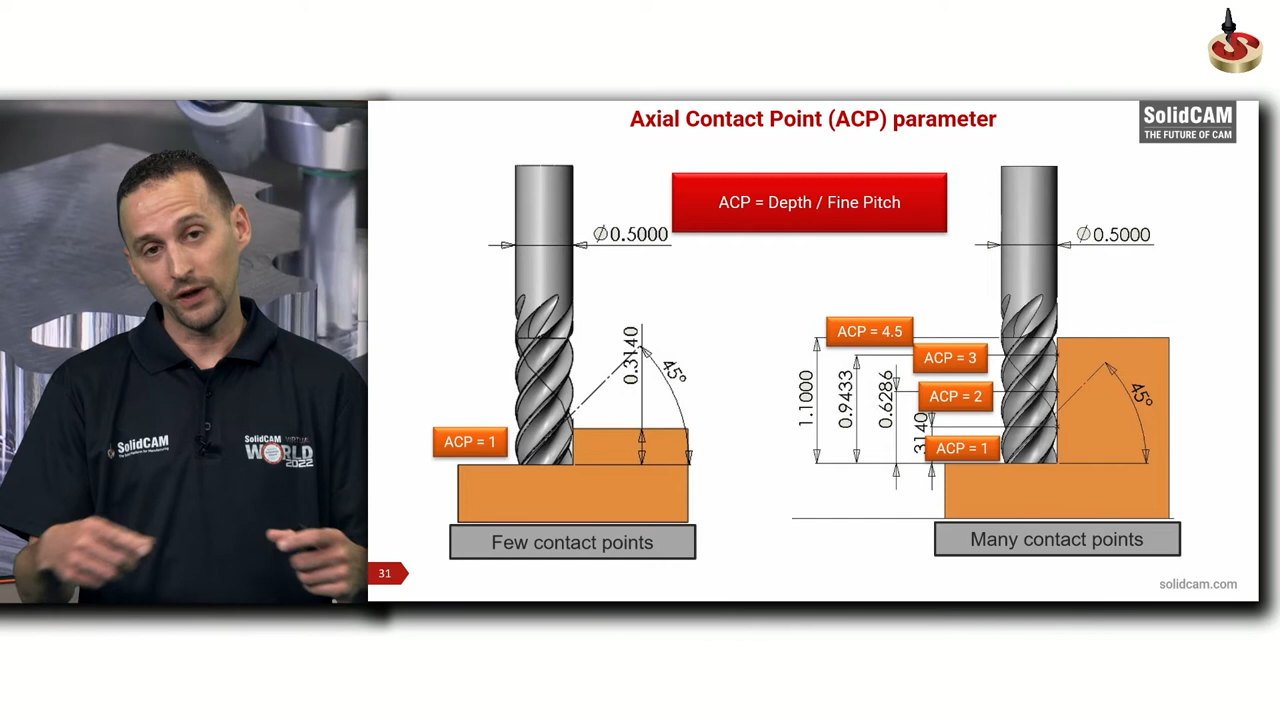 Axial Contact Point (ACP) parameter
SolidCAM
THE FUTURE OF CAM
ACP = Depth / Fine Pitch
∅0.5000
∅0.5000
0.3140
45°
ACP = 1
Few contact points
ACP = 4.5
ACP = 3
ACP = 2
ACP = 1
1.1000
0.9433
0.6286
3140
45°
Many contact points
31
solidcam.com
SolidCAM
SolidCAM VIRTUAL
WORLD
2022